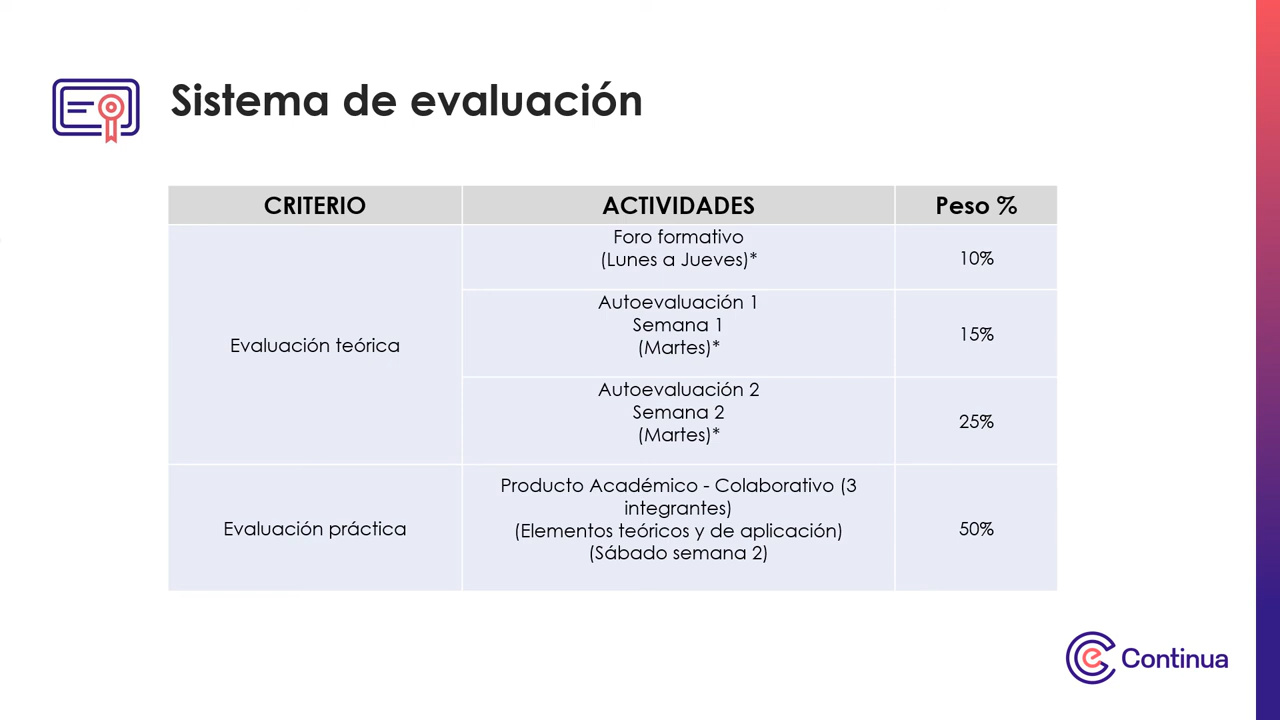 Sistema de evaluación
CRITERIO
ACTIVIDADES
Peso %
Evaluación teórica
Foro formativo
(Lunes a Jueves)*
10%
Autoevaluación 1
Semana 1
(Martes)*
15%
Autoevaluación 2
Semana 2
(Martes)*
25%
Evaluación práctica
Producto Académico - Colaborativo (3
integrantes)
(Elementos teóricos y de aplicación)
(Sábado semana 2)
50%
Continua